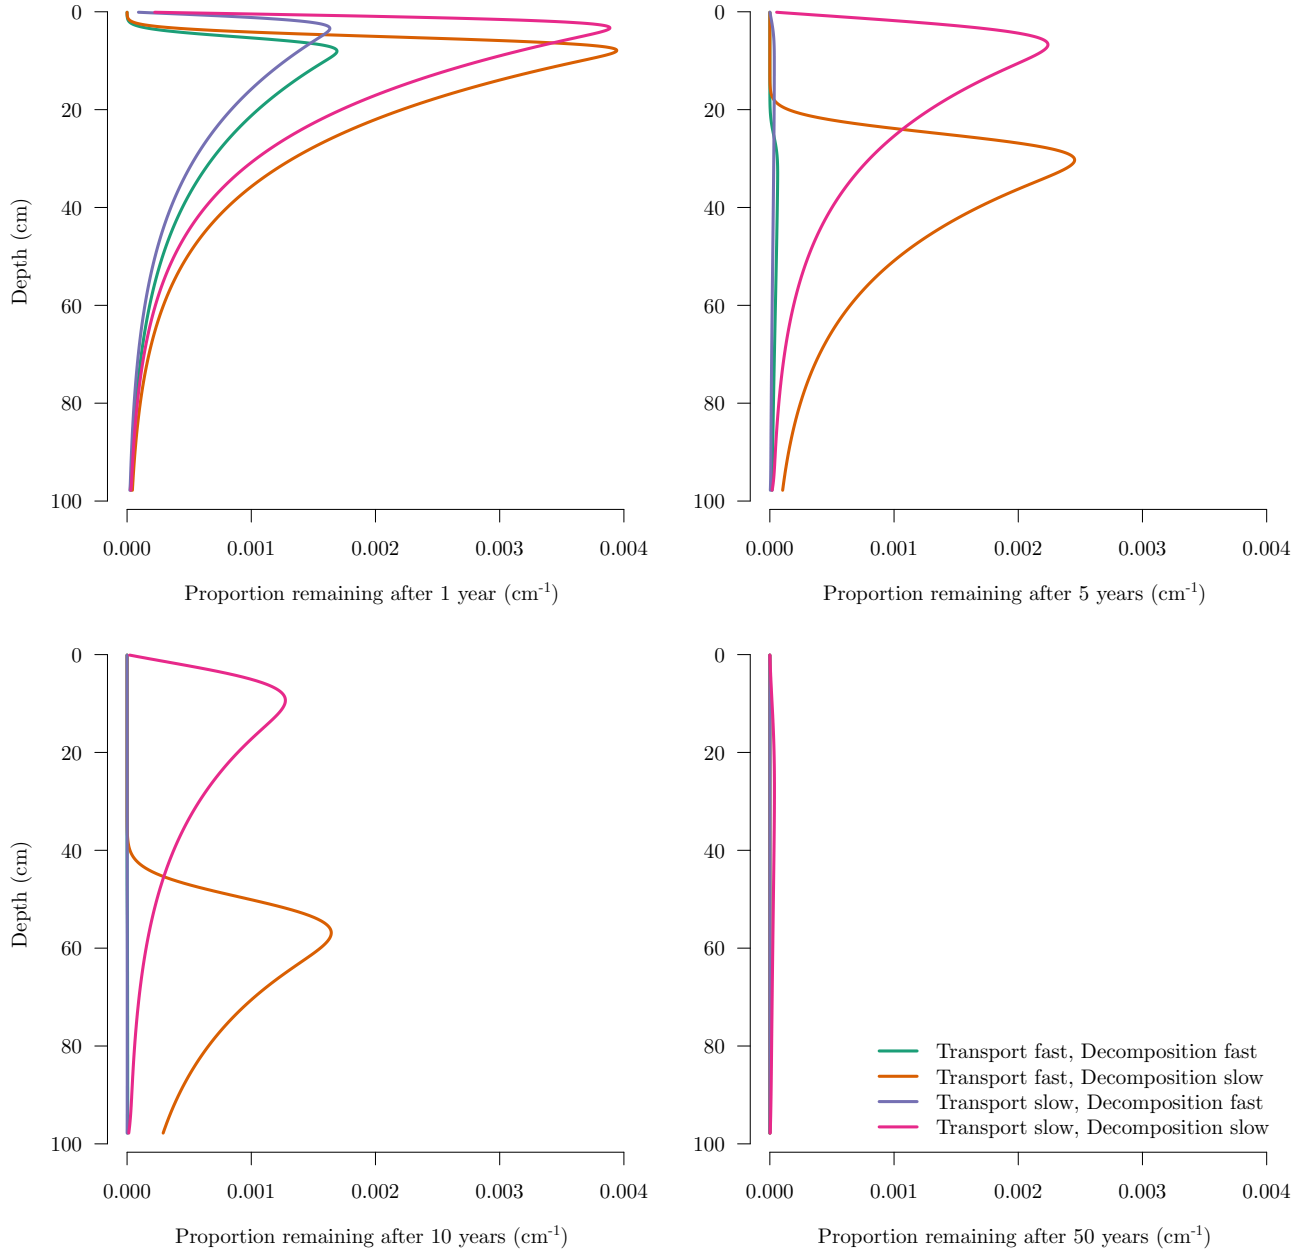 0
20
40
60
80
100
Depth (cm)
0.000 0.001 0.002 0.003 0.004
Proportion remaining after 1 year (cm-1)
0
20
40
60
80
100
0.000 0.001 0.002 0.003 0.004
Proportion remaining after 5 years (cm-1)
0
20
40
60
80
100
Depth (cm)
0.000 0.001 0.002 0.003 0.004
Proportion remaining after 10 years (cm-1)
0
20
40
60
80
100
Transport fast, Decomposition fast
Transport fast, Decomposition slow
Transport slow, Decomposition fast
Transport slow, Decomposition slow
0.000 0.001 0.002 0.003 0.004
Proportion remaining after 50 years (cm-1)